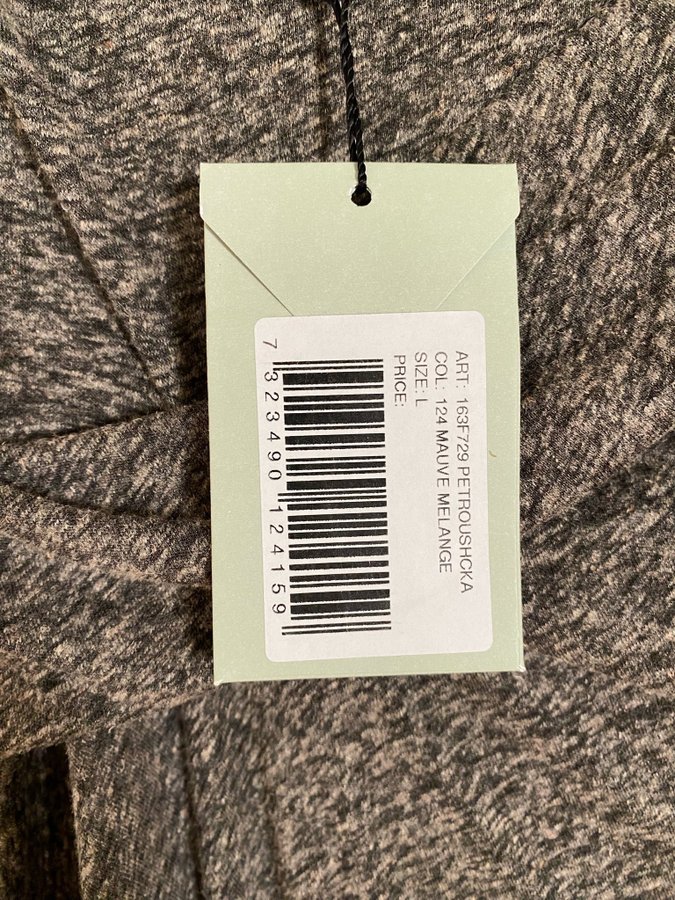 ART: 163F729 PETROUSHCKA
COL: 124 MAUVE MELANGE
SIZE: L
PRICE:
7 323490 124159